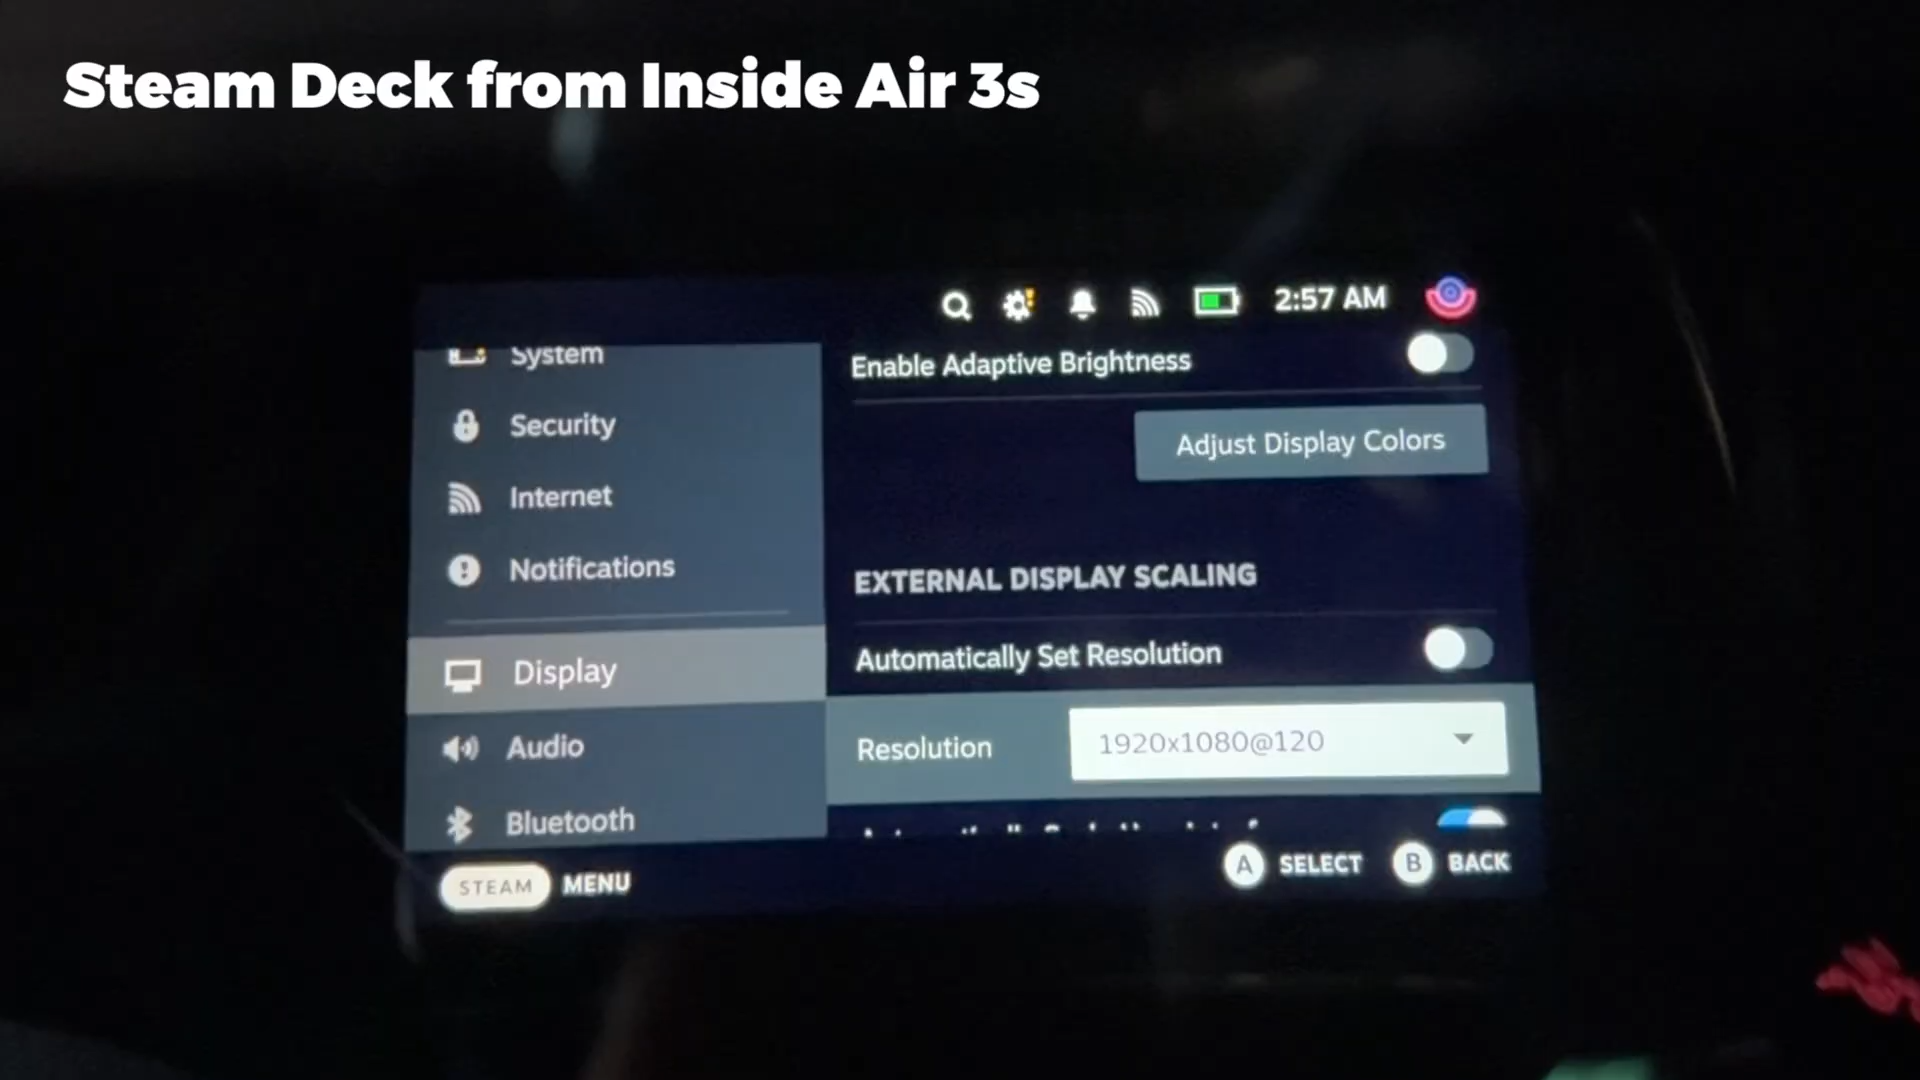 Steam Deck from Inside Air 3s
2:57 AM
System
Security
Internet
Notifications
Display
Audio
Bluetooth
Enable Adaptive Brightness
Adjust Display Colors
EXTERNAL DISPLAY SCALING
Automatically Set Resolution
Resolution
1920x1080@120
STEAM MENU
A SELECT B BACK